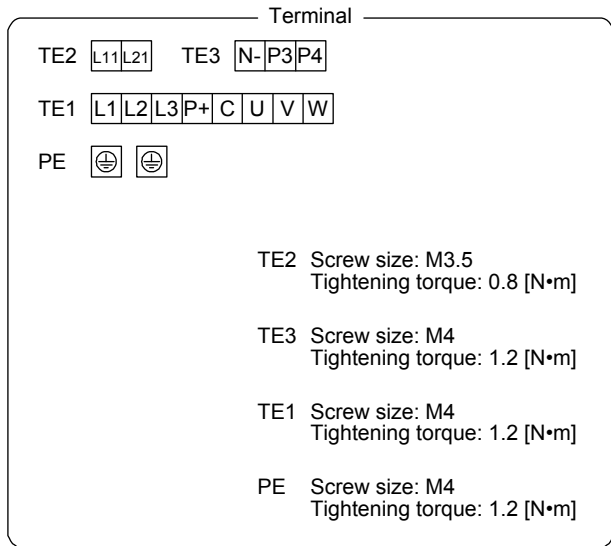 Terminal
TE2 L11 L21 TE3 N- P3 P4
TE1 L1 L2 L3 P+ C U V W
PE
TE2 Screw size: M3.5
Tightening torque: 0.8 [N•m]
TE3 Screw size: M4
Tightening torque: 1.2 [N•m]
TE1 Screw size: M4
Tightening torque: 1.2 [N•m]
PE Screw size: M4
Tightening torque: 1.2 [N•m]